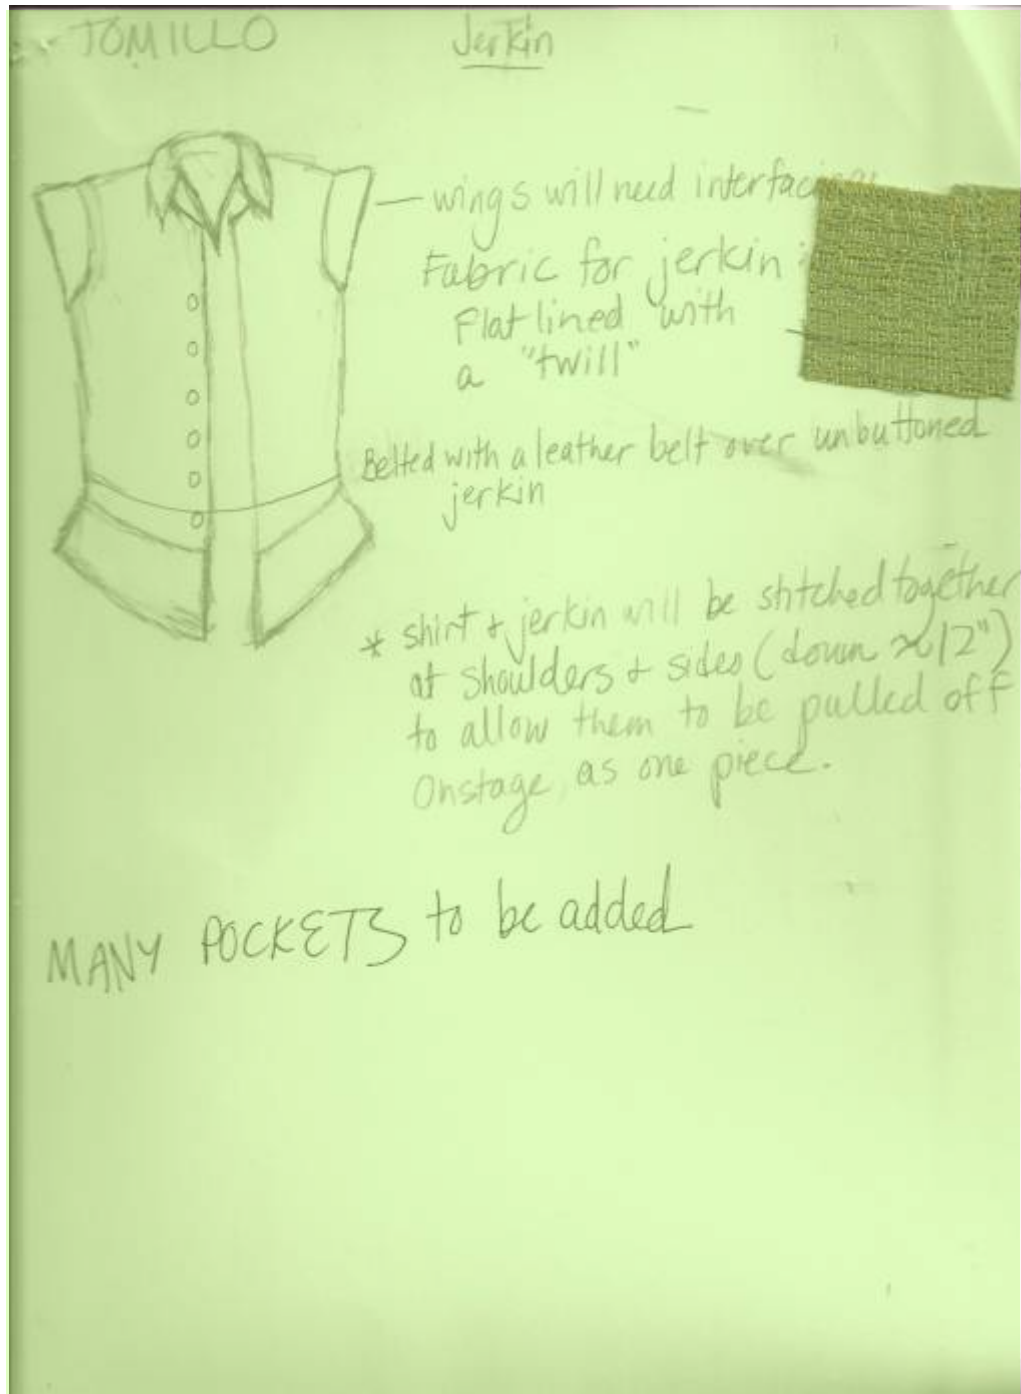 TOMILLO
Jerkin
wings will need interfacing
Fabric for jerkin
Flat lined with
a "twill"
Belted with a leather belt over unbuttoned
jerkin
* shirt + jerkin will be stitched together
at shoulders + sides (down ≈12")
to allow them to be pulled off
Onstage, as one piece.
MANY POCKETS to be added